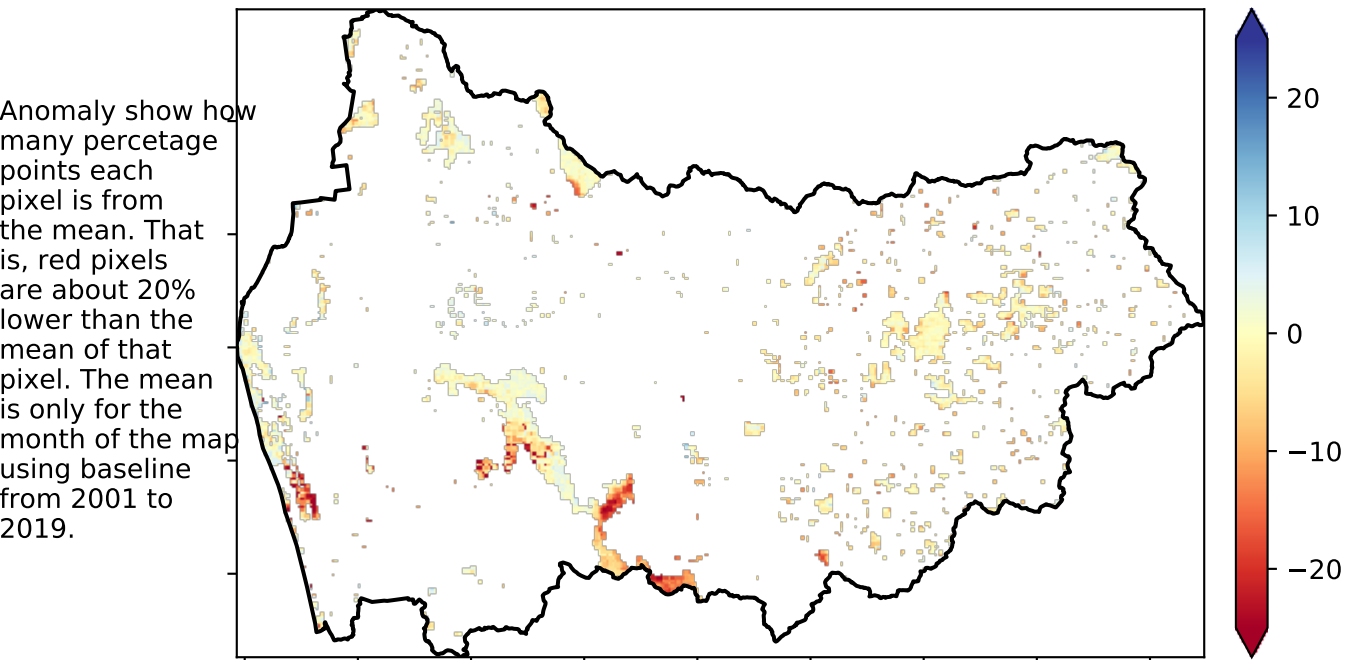 Anomaly show how
many percetage
points each
pixel is from
the mean. That
is, red pixels
are about 20%
lower than the
mean of that
pixel. The mean
is only for the
month of the map
using baseline
from 2001 to
2019.
20
10
0
−10
−20